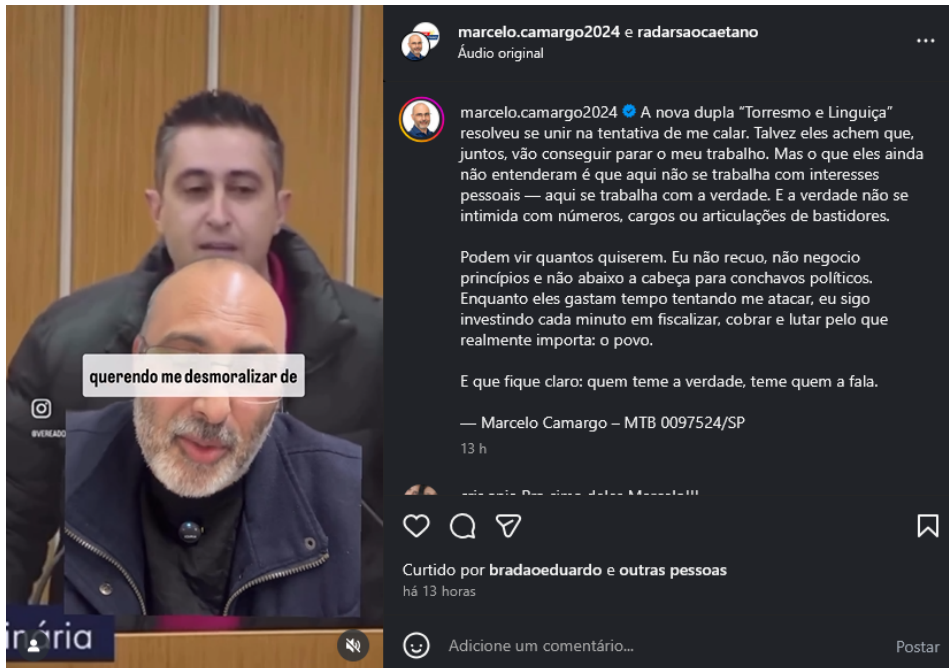 querendo me desmoralizar de
@VEREADO
inária
marcelo.camargo2024 e radarsaocaetano
Áudio original
marcelo.camargo2024 A nova dupla “Torresmo e Linguiça”
resolveu se unir na tentativa de me calar. Talvez eles achem que,
juntos, vão conseguir parar o meu trabalho. Mas o que eles ainda
não entenderam é que aqui não se trabalha com interesses
pessoais — aqui se trabalha com a verdade. E a verdade não se
intimida com números, cargos ou articulações de bastidores.
Podem vir quantos quiserem. Eu não recuo, não negocio
princípios e não abaixo a cabeça para conchavos políticos.
Enquanto eles gastam tempo tentando me atacar, eu sigo
investindo cada minuto em fiscalizar, cobrar e lutar pelo que
realmente importa: o povo.
E que fique claro: quem teme a verdade, teme quem a fala.
— Marcelo Camargo – MTB 0097524/SP
13 h
Curtido por bradaoeduardo e outras pessoas
há 13 horas
Adicione um comentário...
Postar